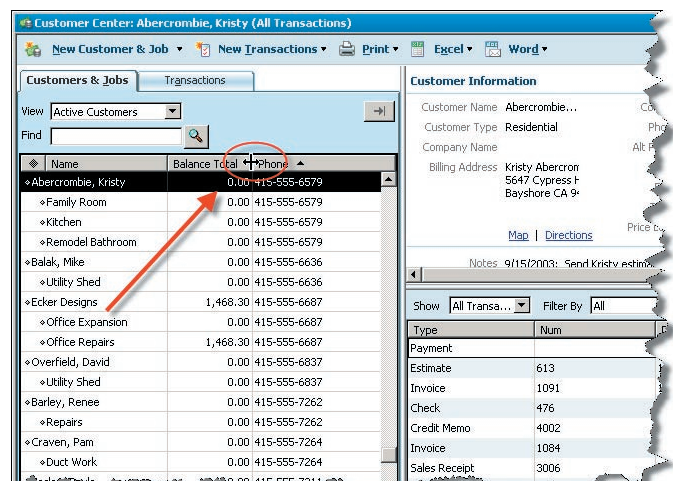 Customer Center: Abercrombie, Kristy (All Transactions)
New Customer & Job New Transactions Print Excel Word
Customers & Jobs Transactions
View Active Customers
Find
Name Balance Total Phone
Abercrombie, Kristy 0.00 415-555-6579
Family Room 0.00 415-555-6579
Kitchen 0.00 415-555-6579
Remodel Bathroom 0.00 415-555-6579
Balak, Mike 0.00 415-555-6636
Utility Shed 0.00 415-555-6636
Ecker Designs 1,468.30 415-555-6687
Office Expansion 0.00 415-555-6687
Office Repairs 1,468.30 415-555-6687
Overfield, David 0.00 415-555-6837
Utility Shed 0.00 415-555-6837
Barley, Renee 0.00 415-555-7262
Repairs 0.00 415-555-7262
Craven, Pam 0.00 415-555-7264
Duct Work 0.00 415-555-7264
Customer Information
Customer Name Abercrombie... Co
Customer Type Residential Pho
Company Name Alt P
Billing Address Kristy Abercrom
5647 Cypress H
Bayshore CA 94
Map | Directions Price
Notes 9/15/2003: Send Kristy estim
Show All Transa... Filter By All
Type Num
Payment
Estimate 613
Invoice 1091
Check 476
Credit Memo 4002
Invoice 1084
Sales Receipt 3006